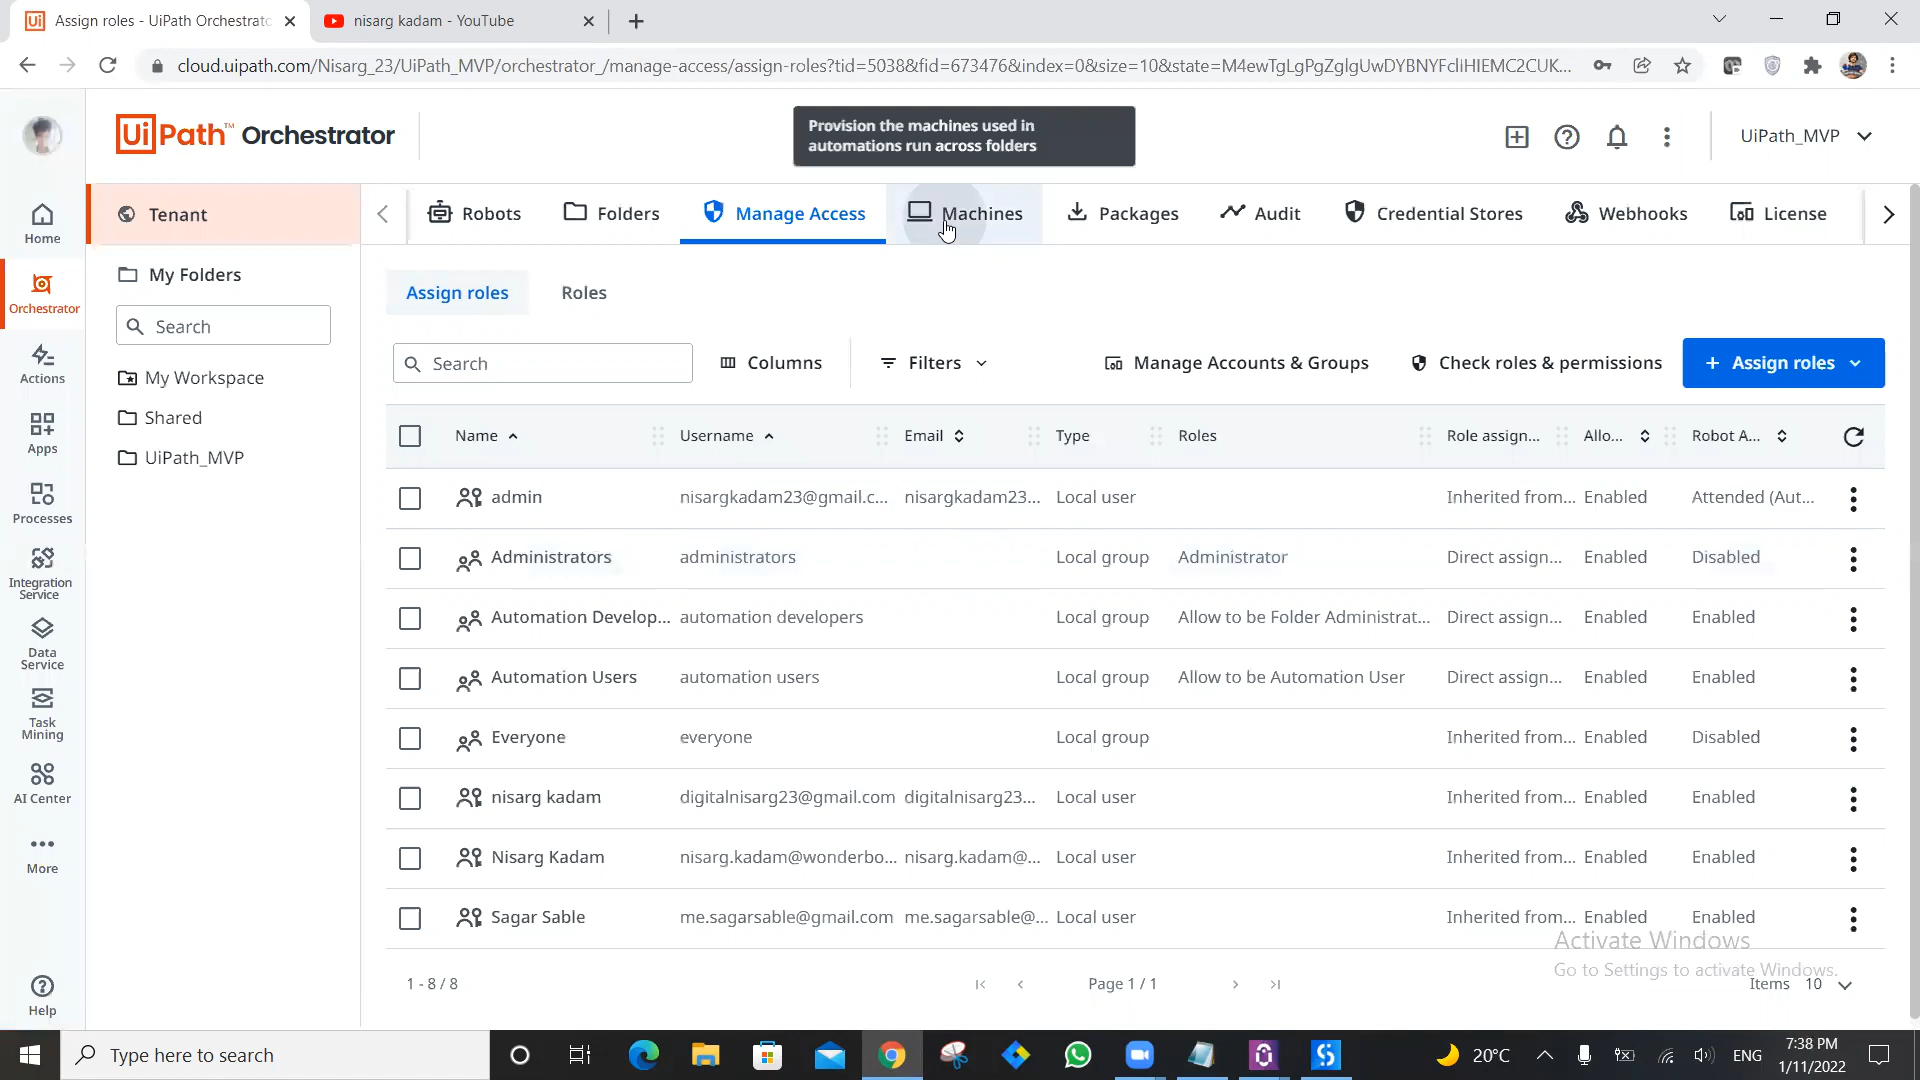 Assign roles - UiPath Orchestrato
nisarg kadam - YouTube
cloud.uipath.com/Nisarg_23/UiPath_MVP/orchestrator_/manage-access/assign-roles?tid=5038&fid=673476&index=0&size=10&state=M4ewTgLgPgZglgUwDYBNYFcliHIEMC2CUK...
UiPath™ Orchestrator
Provision the machines used in
automations run across folders
UiPath_MVP
Tenant
Robots
Folders
Manage Access
Machines
Packages
Audit
Credential Stores
Webhooks
License
Home
Orchestrator
Actions
Apps
Processes
Integration
Service
Data
Service
Task
Mining
AI Center
More
Help
My Folders
Search
My Workspace
Shared
UiPath_MVP
Assign roles
Roles
Search
Columns
Filters
Manage Accounts & Groups
Check roles & permissions
+ Assign roles
Name
Username
Email
Type
Roles
Role assign...
Allo...
Robot A...
admin nisargkadam23@gmail.c... nisargkadam23... Local user Inherited from... Enabled Attended (Aut...
Administrators administrators Local group Administrator Direct assign... Enabled Disabled
Automation Develop... automation developers Local group Allow to be Folder Administrat... Direct assign... Enabled Enabled
Automation Users automation users Local group Allow to be Automation User Direct assign... Enabled Enabled
Everyone everyone Local group Inherited from... Enabled Disabled
nisarg kadam digitalnisarg23@gmail.com digitalnisarg23... Local user Inherited from... Enabled Enabled
Nisarg Kadam nisarg.kadam@wonderbo... nisarg.kadam@... Local user Inherited from... Enabled Enabled
Sagar Sable me.sagarsable@gmail.com me.sagarsable@... Local user Inherited from... Enabled Enabled
Activate Windows
Go to Settings to activate Windows.
1 - 8 / 8
Page 1 / 1
Items 10
Type here to search
20°C
ENG
7:38 PM
1/11/2022